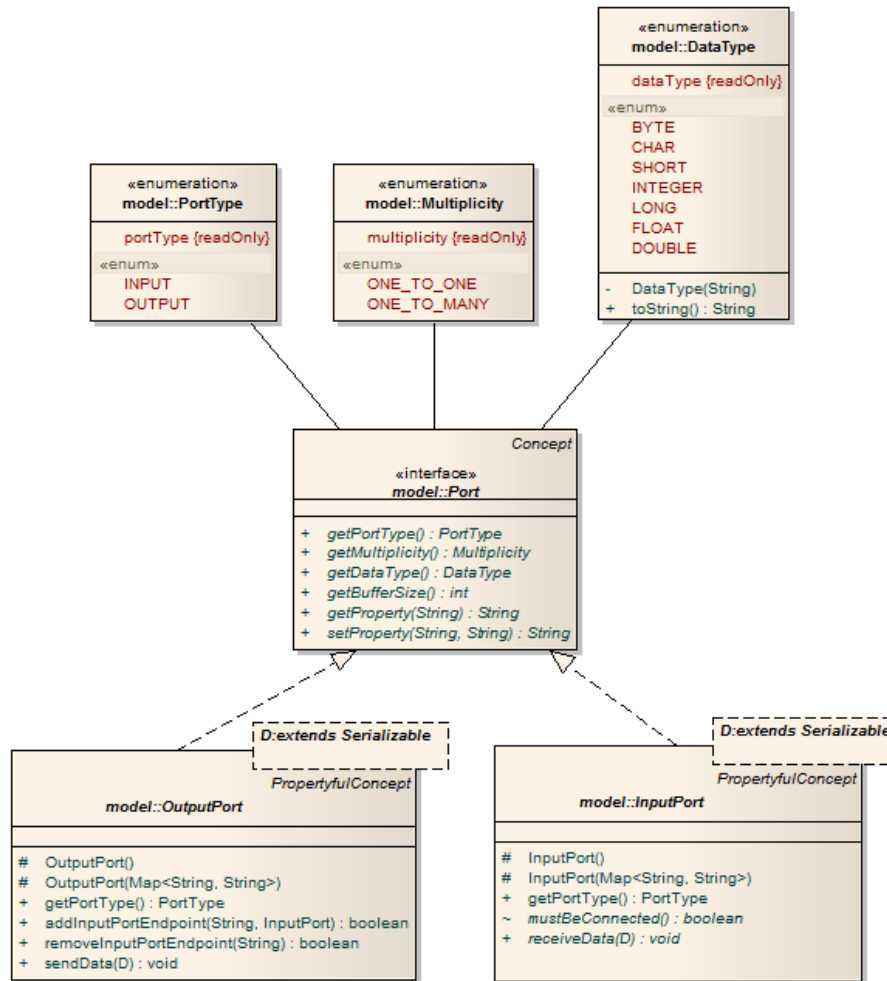 «enumeration»
model::DataType
dataType {readOnly}
«enum»
BYTE
CHAR
SHORT
INTEGER
LONG
FLOAT
DOUBLE
- DataType(String)
+ toString() : String
«enumeration»
model::PortType
portType {readOnly}
«enum»
INPUT
OUTPUT
«enumeration»
model::Multiplicity
multiplicity {readOnly}
«enum»
ONE_TO_ONE
ONE_TO_MANY
Concept
«interface»
model::Port
+ getPortType() : PortType
+ getMultiplicity() : Multiplicity
+ getDataType() : DataType
+ getBufferSize() : int
+ getProperty(String) : String
+ setProperty(String, String) : String
D:extends Serializable
PropertyfulConcept
model::OutputPort
# OutputPort()
# OutputPort(Map<String, String>)
+ getPortType() : PortType
+ addInputPortEndpoint(String, InputPort) : boolean
+ removeInputPortEndpoint(String) : boolean
+ sendData(D) : void
D:extends Serializable
PropertyfulConcept
model::InputPort
# InputPort()
# InputPort(Map<String, String>)
+ getPortType() : PortType
~ mustBeConnected() : boolean
+ receiveData(D) : void